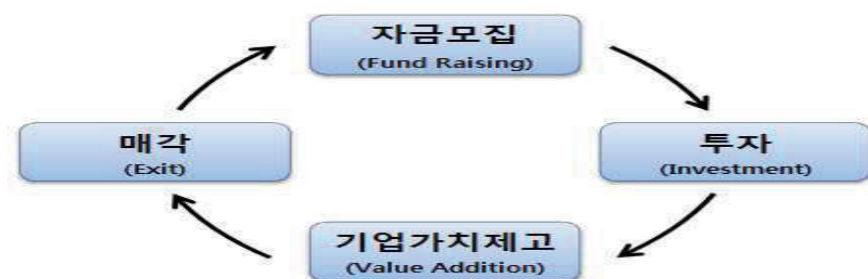 자금모집
(Fund Raising)
매각
(Exit)
투자
(Investment)
기업가치제고
(Value Addition)